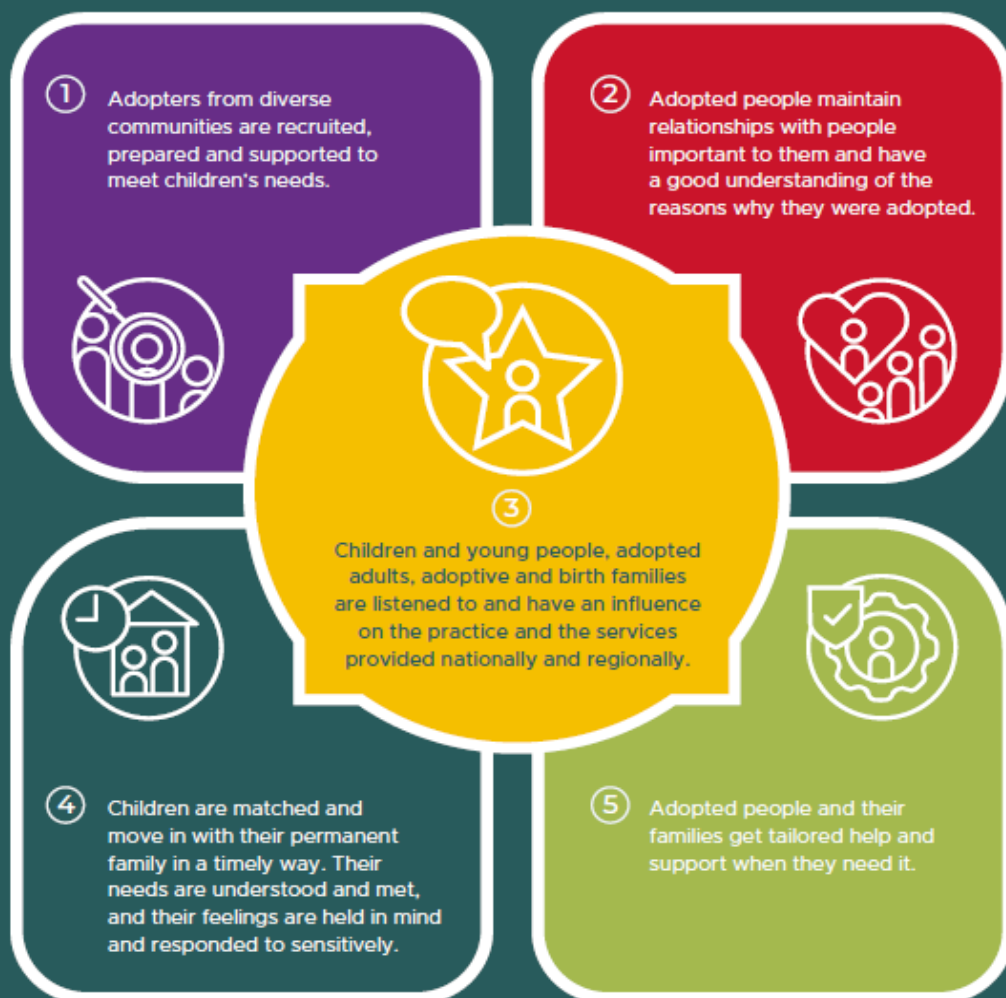 1
Adopters from diverse
communities are recruited,
prepared and supported to
meet children's needs.
2
Adopted people maintain
relationships with people
important to them and have
a good understanding of the
reasons why they were adopted.
3
Children and young people, adopted
adults, adoptive and birth families
are listened to and have an influence
on the practice and the services
provided nationally and regionally.
4
Children are matched and
move in with their permanent
family in a timely way. Their
needs are understood and met,
and their feelings are held in mind
and responded to sensitively.
5
Adopted people and their
families get tailored help and
support when they need it.